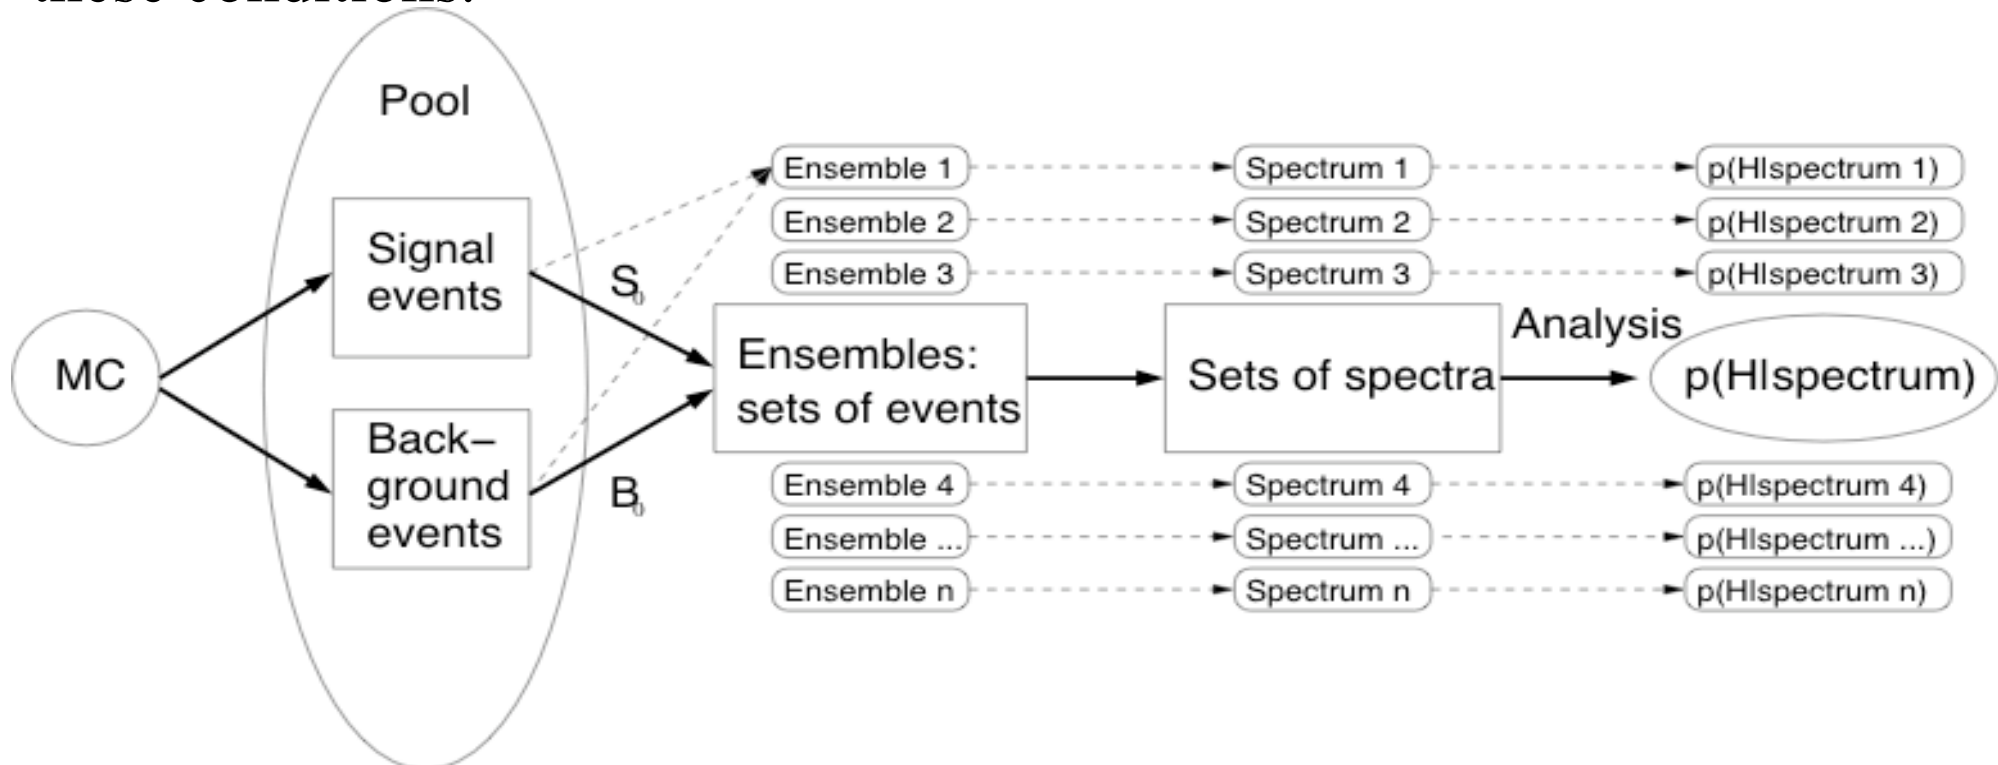 these conditions.
Pool
Ensemble 1
Spectrum 1
p(H|spectrum 1)
Ensemble 2
Spectrum 2
p(H|spectrum 2)
Signal
events
Ensemble 3
Spectrum 3
p(H|spectrum 3)
S₀
Analysis
MC
Ensembles:
sets of events
Sets of spectra
p(H|spectrum)
Back–
ground
events
B₀
Ensemble 4
Spectrum 4
p(H|spectrum 4)
Ensemble ...
Spectrum ...
p(H|spectrum ...)
Ensemble n
Spectrum n
p(H|spectrum n)